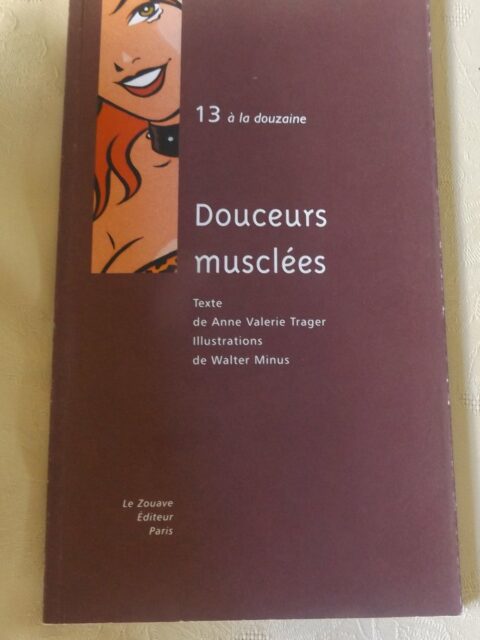 13 à la douzaine
Douceurs
musclées
Texte
de Anne Valerie Trager
Illustrations
de Walter Minus
Le Zouave
Éditeur
Paris